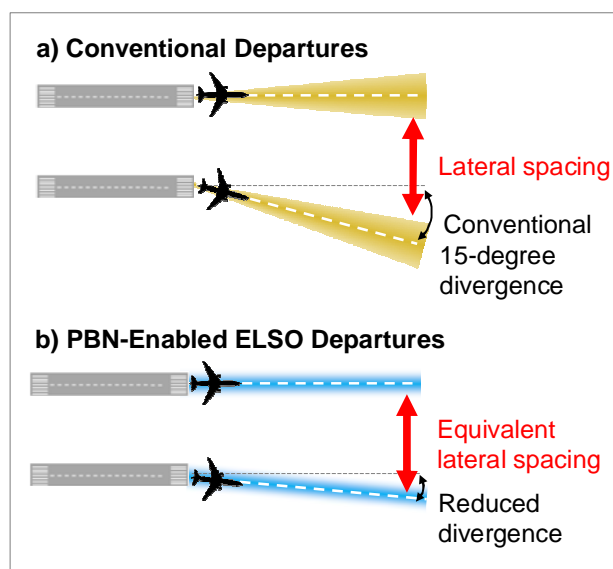 a) Conventional Departures
Lateral spacing
Conventional
15-degree
divergence
b) PBN-Enabled ELSO Departures
Equivalent
lateral spacing
Reduced
divergence